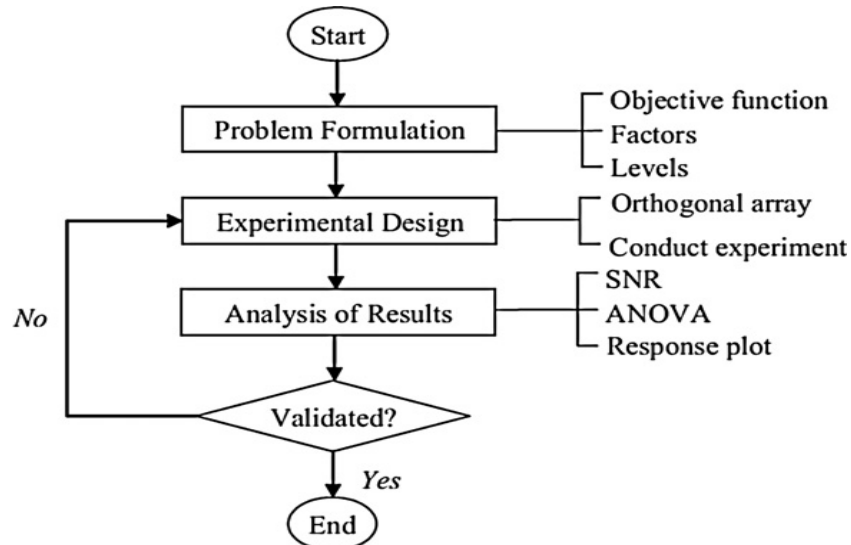 Start
Problem Formulation
Objective function
Factors
Levels
Experimental Design
Orthogonal array
Conduct experiment
Analysis of Results
SNR
ANOVA
Response plot
No
Validated?
Yes
End